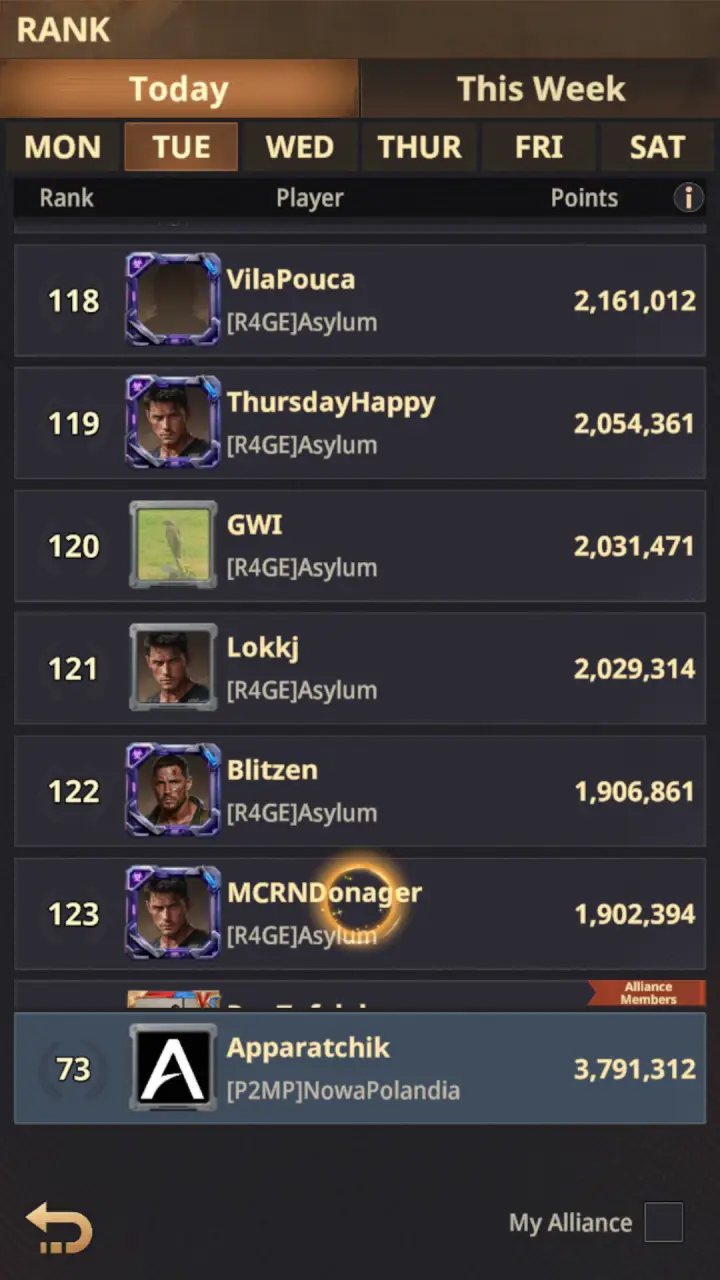 RANK
Today
This Week
MON
TUE
WED
THUR
FRI
SAT
Rank
Player
Points
118
VilaPouca
[R4GE]Asylum
2,161,012
119
ThursdayHappy
[R4GE]Asylum
2,054,361
120
GWI
[R4GE]Asylum
2,031,471
121
Lokkj
[R4GE]Asylum
2,029,314
122
Blitzen
[R4GE]Asylum
1,906,861
123
MCRNDonager
[R4GE]Asylum
1,902,394
Alliance
Members
73
Apparatchik
[P2MP]NowaPolandia
3,791,312
My Alliance